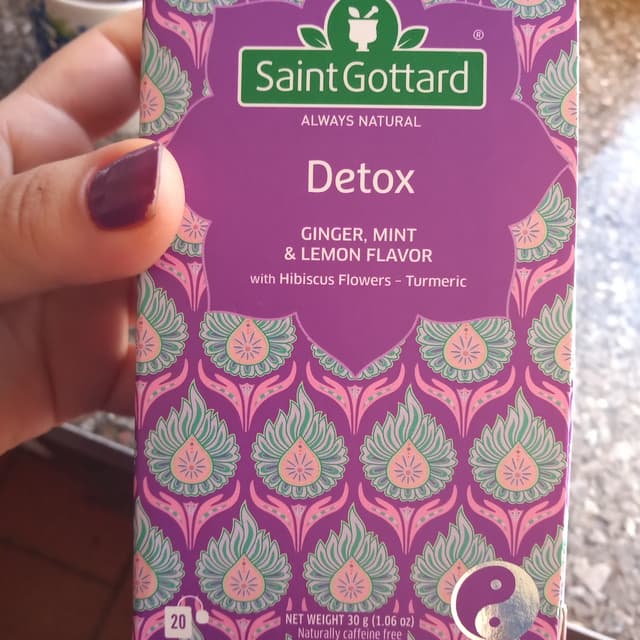 ®
SaintGottard
ALWAYS NATURAL
Detox
GINGER, MINT
& LEMON FLAVOR
with Hibiscus Flowers - Turmeric
20
NET WEIGHT 30 g (1.06 oz)
Naturally caffeine free